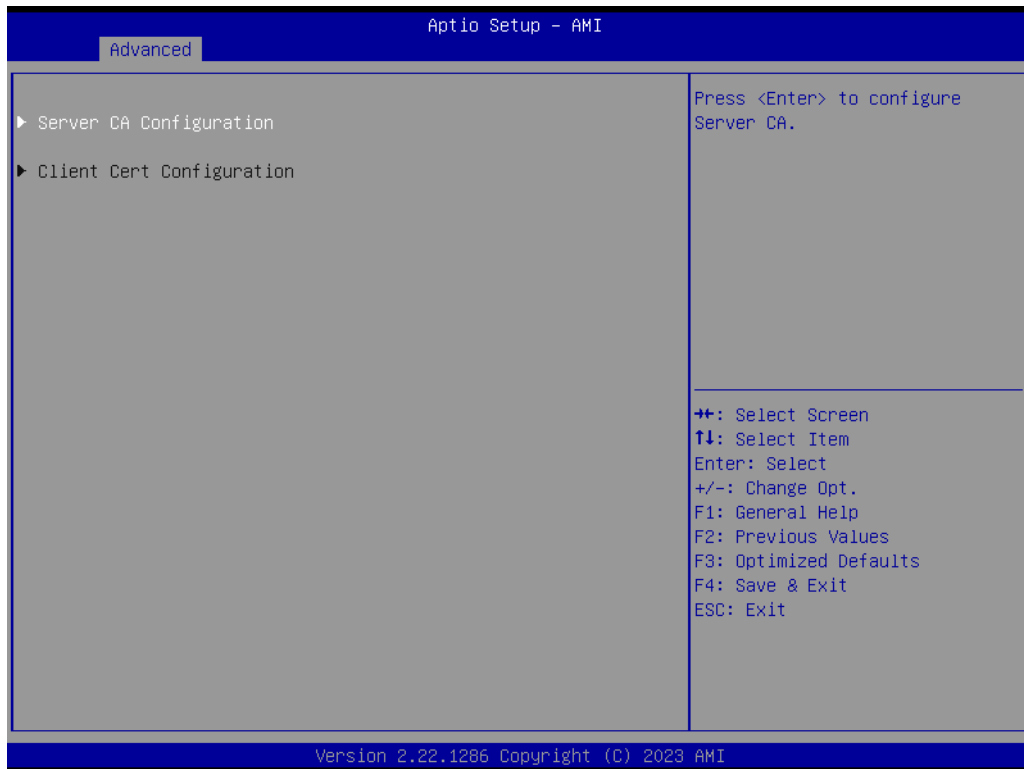 Aptio Setup – AMI
Advanced
▶ Server CA Configuration
▶ Client Cert Configuration
Press <Enter> to configure
Server CA.
→←: Select Screen
↑↓: Select Item
Enter: Select
+/-: Change Opt.
F1: General Help
F2: Previous Values
F3: Optimized Defaults
F4: Save & Exit
ESC: Exit
Version 2.22.1286 Copyright (C) 2023 AMI